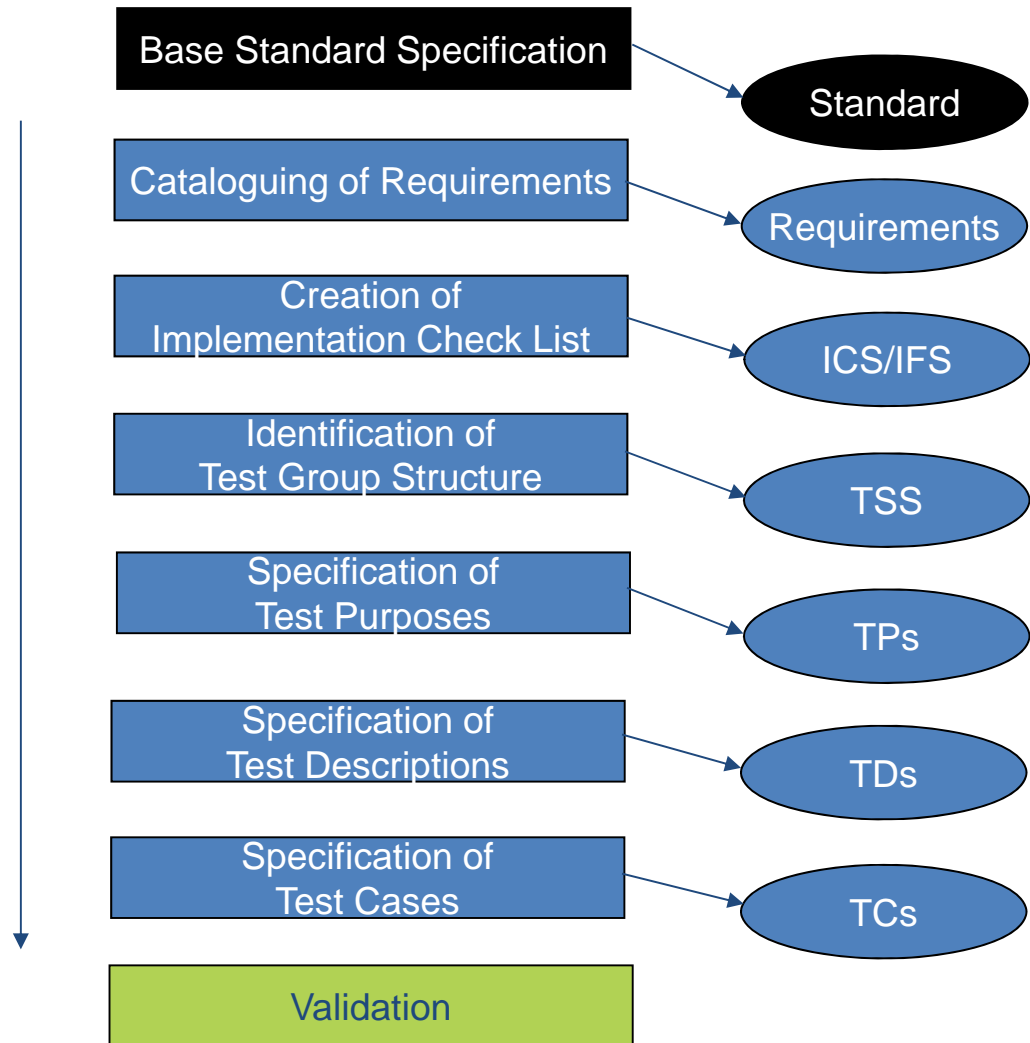 Base Standard Specification
Standard
Cataloguing of Requirements
Requirements
Creation of
Implementation Check List
ICS/IFS
Identification of
Test Group Structure
TSS
Specification of
Test Purposes
TPs
Specification of
Test Descriptions
TDs
Specification of
Test Cases
TCs
Validation